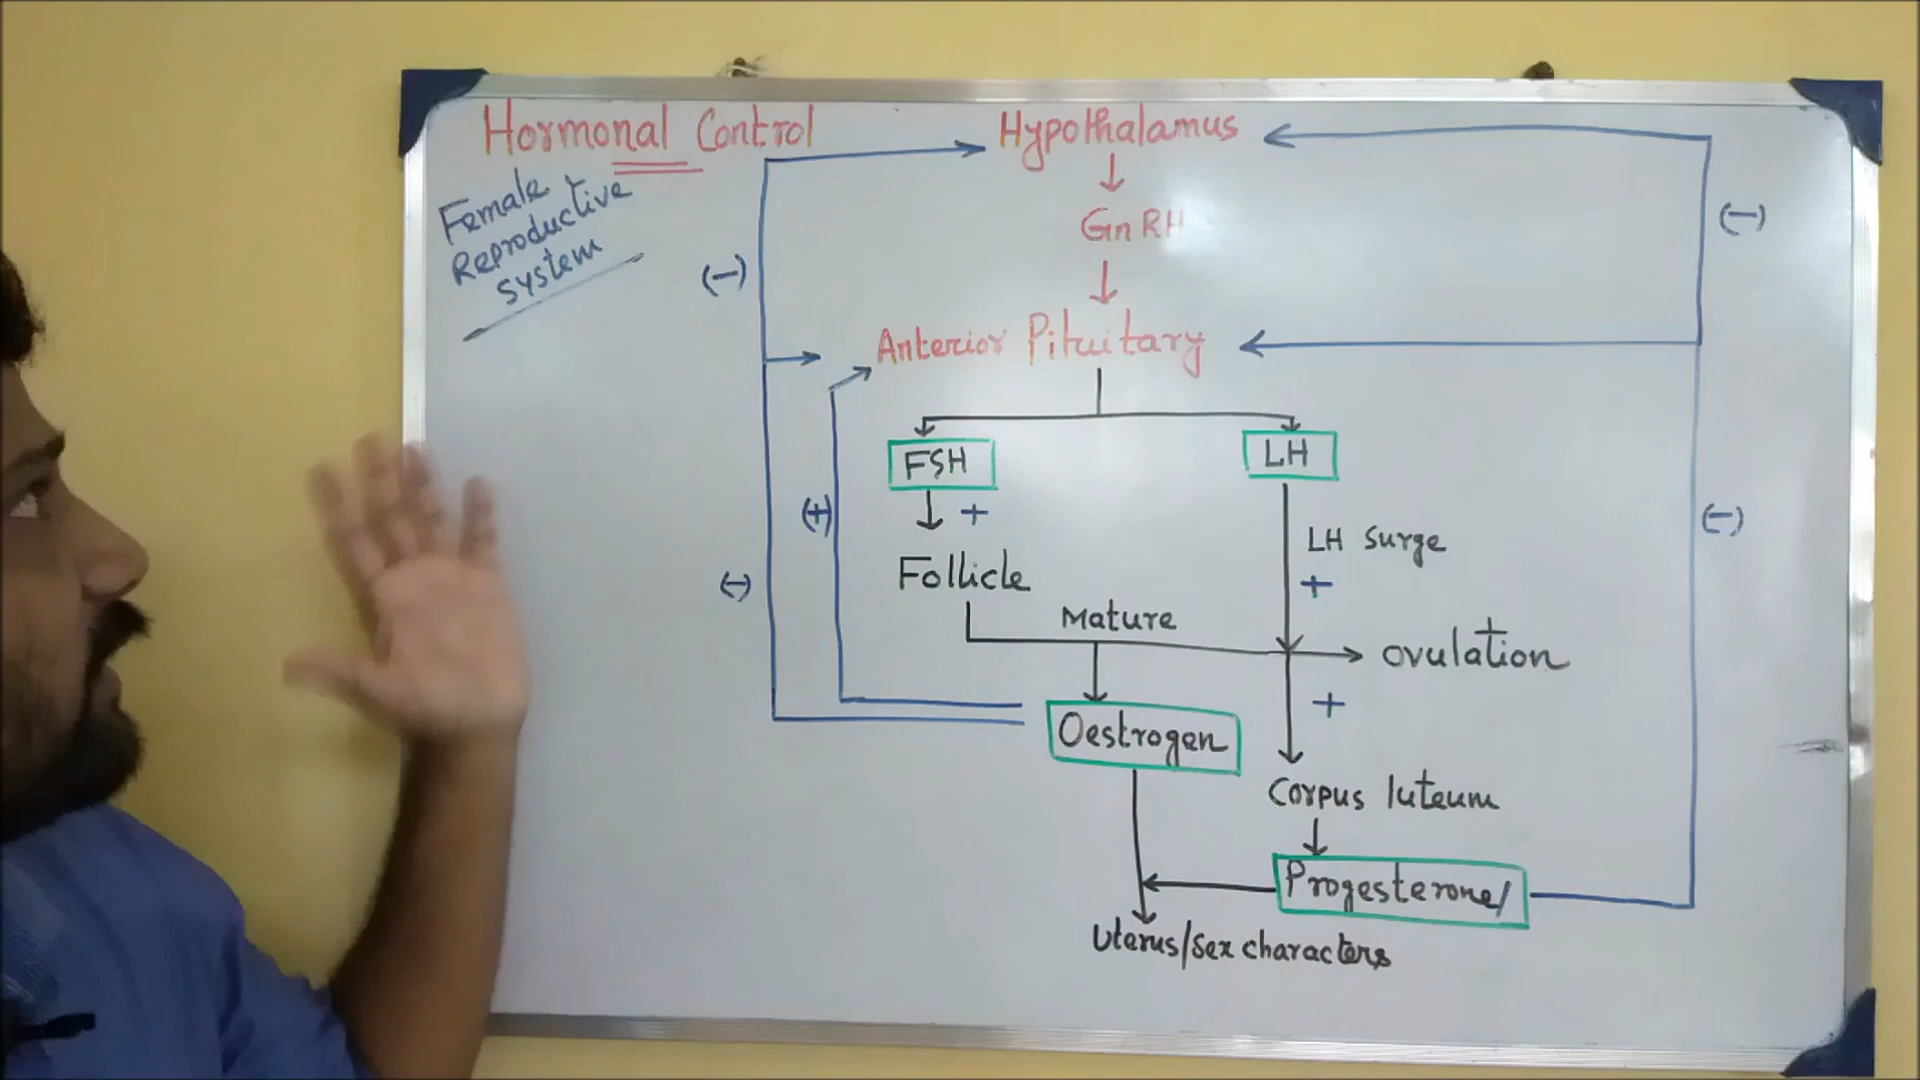 Hormonal Control
Female
Reproductive
System
Hypothalamus
GnRH
(-)
(-)
Anterior Pituitary
FSH
LH
+
(+)
LH Surge
(-)
+
Follicle
(-)
Mature
Ovulation
+
Oestrogen
Corpus luteum
Progesterone/
Uterus/Sex characters